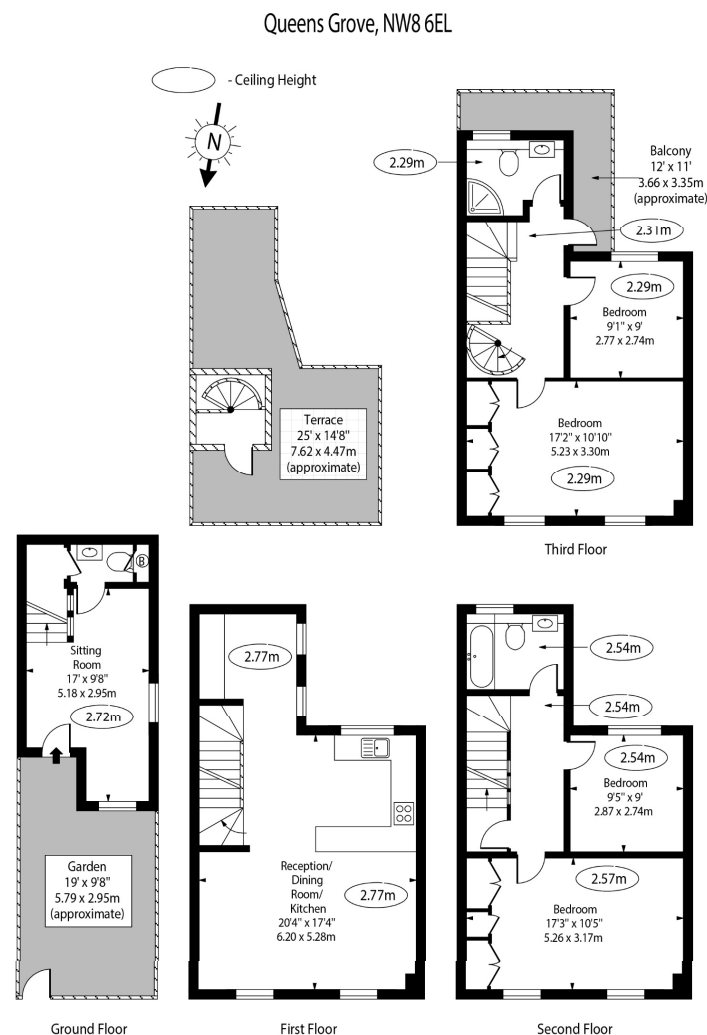 Queens Grove, NW8 6EL
- Ceiling Height
N
2.29m
Balcony
12' x 11'
3.66 x 3.35m
(approximate)
2.31m
2.29m
Bedroom
9'1" x 9'
2.77 x 2.74m
Terrace
25' x 14'8"
7.62 x 4.47m
(approximate)
Bedroom
17'2" x 10'10"
5.23 x 3.30m
2.29m
Third Floor
B
Sitting
Room
17' x 9'8"
5.18 x 2.95m
2.72m
Garden
19' x 9'8"
5.79 x 2.95m
(approximate)
Ground Floor
2.77m
Reception/
Dining
Room/
Kitchen
20'4" x 17'4"
6.20 x 5.28m
2.77m
First Floor
2.54m
2.54m
2.54m
Bedroom
9'5" x 9'
2.87 x 2.74m
2.57m
Bedroom
17'3" x 10'5"
5.26 x 3.17m
Second Floor